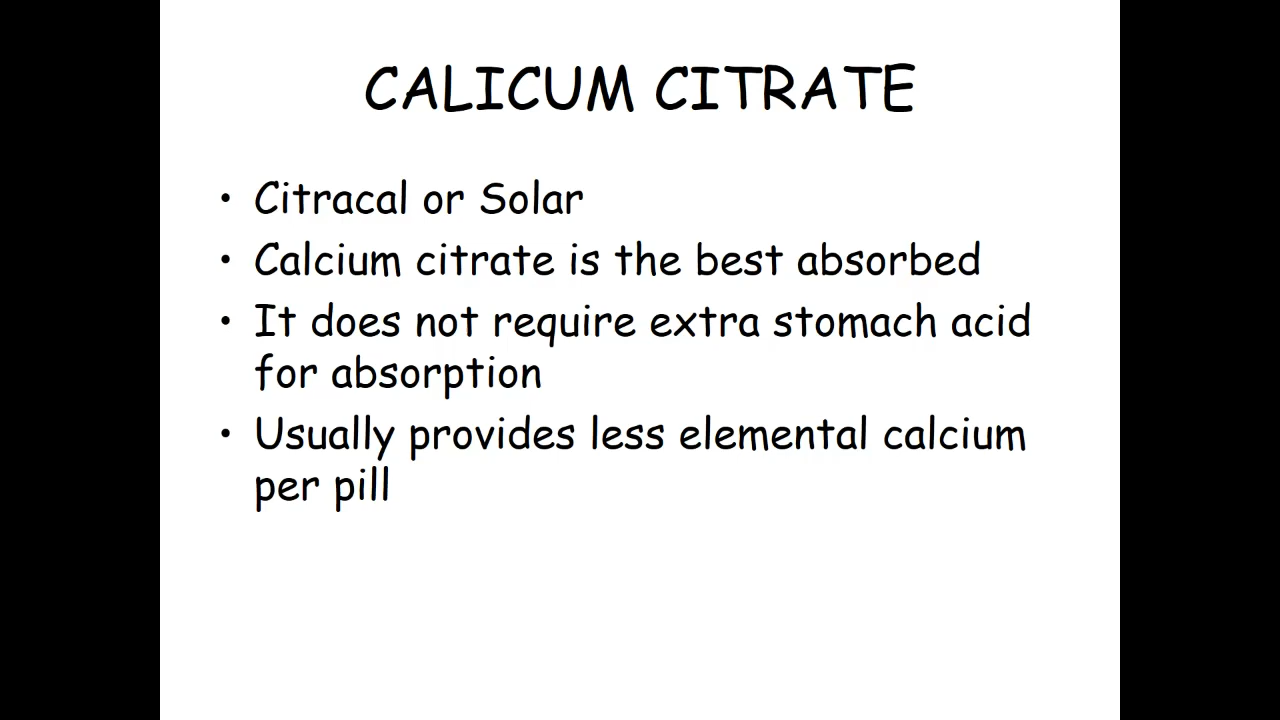 CALICUM CITRATE
• Citracal or Solar
• Calcium citrate is the best absorbed
• It does not require extra stomach acid
for absorption
• Usually provides less elemental calcium
per pill